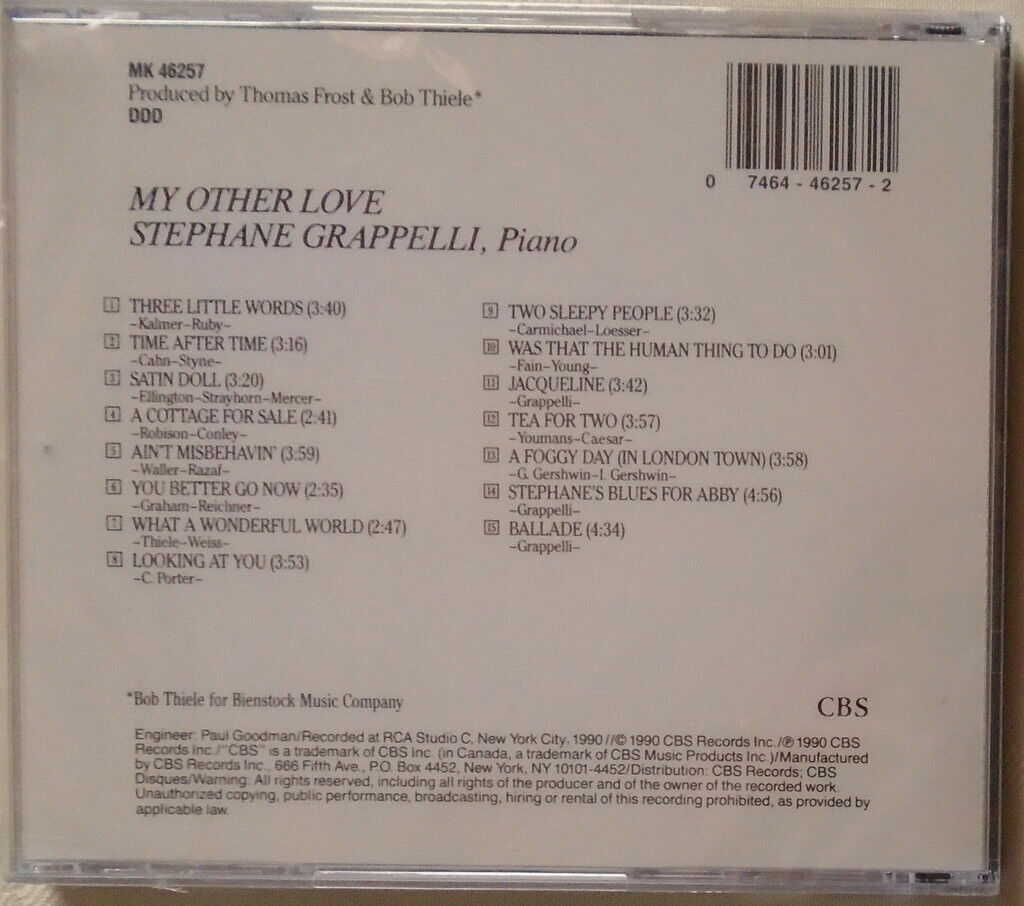 MK 46257
Produced by Thomas Frost & Bob Thiele*
DDD
0 7464 - 46257 - 2
MY OTHER LOVE
STEPHANE GRAPPELLI, Piano
1 THREE LITTLE WORDS (3:40)
–Kalmer–Ruby–
2 TIME AFTER TIME (3:16)
–Cahn–Styne–
3 SATIN DOLL (3:20)
–Ellington–Strayhorn–Mercer–
4 A COTTAGE FOR SALE (2:41)
–Robison–Conley–
5 AIN'T MISBEHAVIN' (3:59)
–Waller–Razaf–
6 YOU BETTER GO NOW (2:35)
–Graham–Reichner–
7 WHAT A WONDERFUL WORLD (2:47)
–Thiele–Weiss–
8 LOOKING AT YOU (3:53)
–C. Porter–
9 TWO SLEEPY PEOPLE (3:32)
–Carmichael–Loesser–
10 WAS THAT THE HUMAN THING TO DO (3:01)
–Fain–Young–
11 JACQUELINE (3:42)
–Grappelli–
12 TEA FOR TWO (3:57)
–Youmans–Caesar–
13 A FOGGY DAY (IN LONDON TOWN) (3:58)
–G. Gershwin–I. Gershwin–
14 STEPHANE'S BLUES FOR ABBY (4:56)
–Grappelli–
15 BALLADE (4:34)
–Grappelli–
*Bob Thiele for Bienstock Music Company
CBS
Engineer: Paul Goodman/Recorded at RCA Studio C, New York City, 1990//© 1990 CBS Records Inc./℗ 1990 CBS
Records Inc./"CBS" is a trademark of CBS Inc. (in Canada, a trademark of CBS Music Products Inc.)/Manufactured
by CBS Records Inc., 666 Fifth Ave., P.O. Box 4452, New York, NY 10101-4452/Distribution: CBS Records; CBS
Disques/Warning: All rights reserved, including all rights of the producer and of the owner of the recorded work.
Unauthorized copying, public performance, broadcasting, hiring or rental of this recording prohibited, as provided by
applicable law.